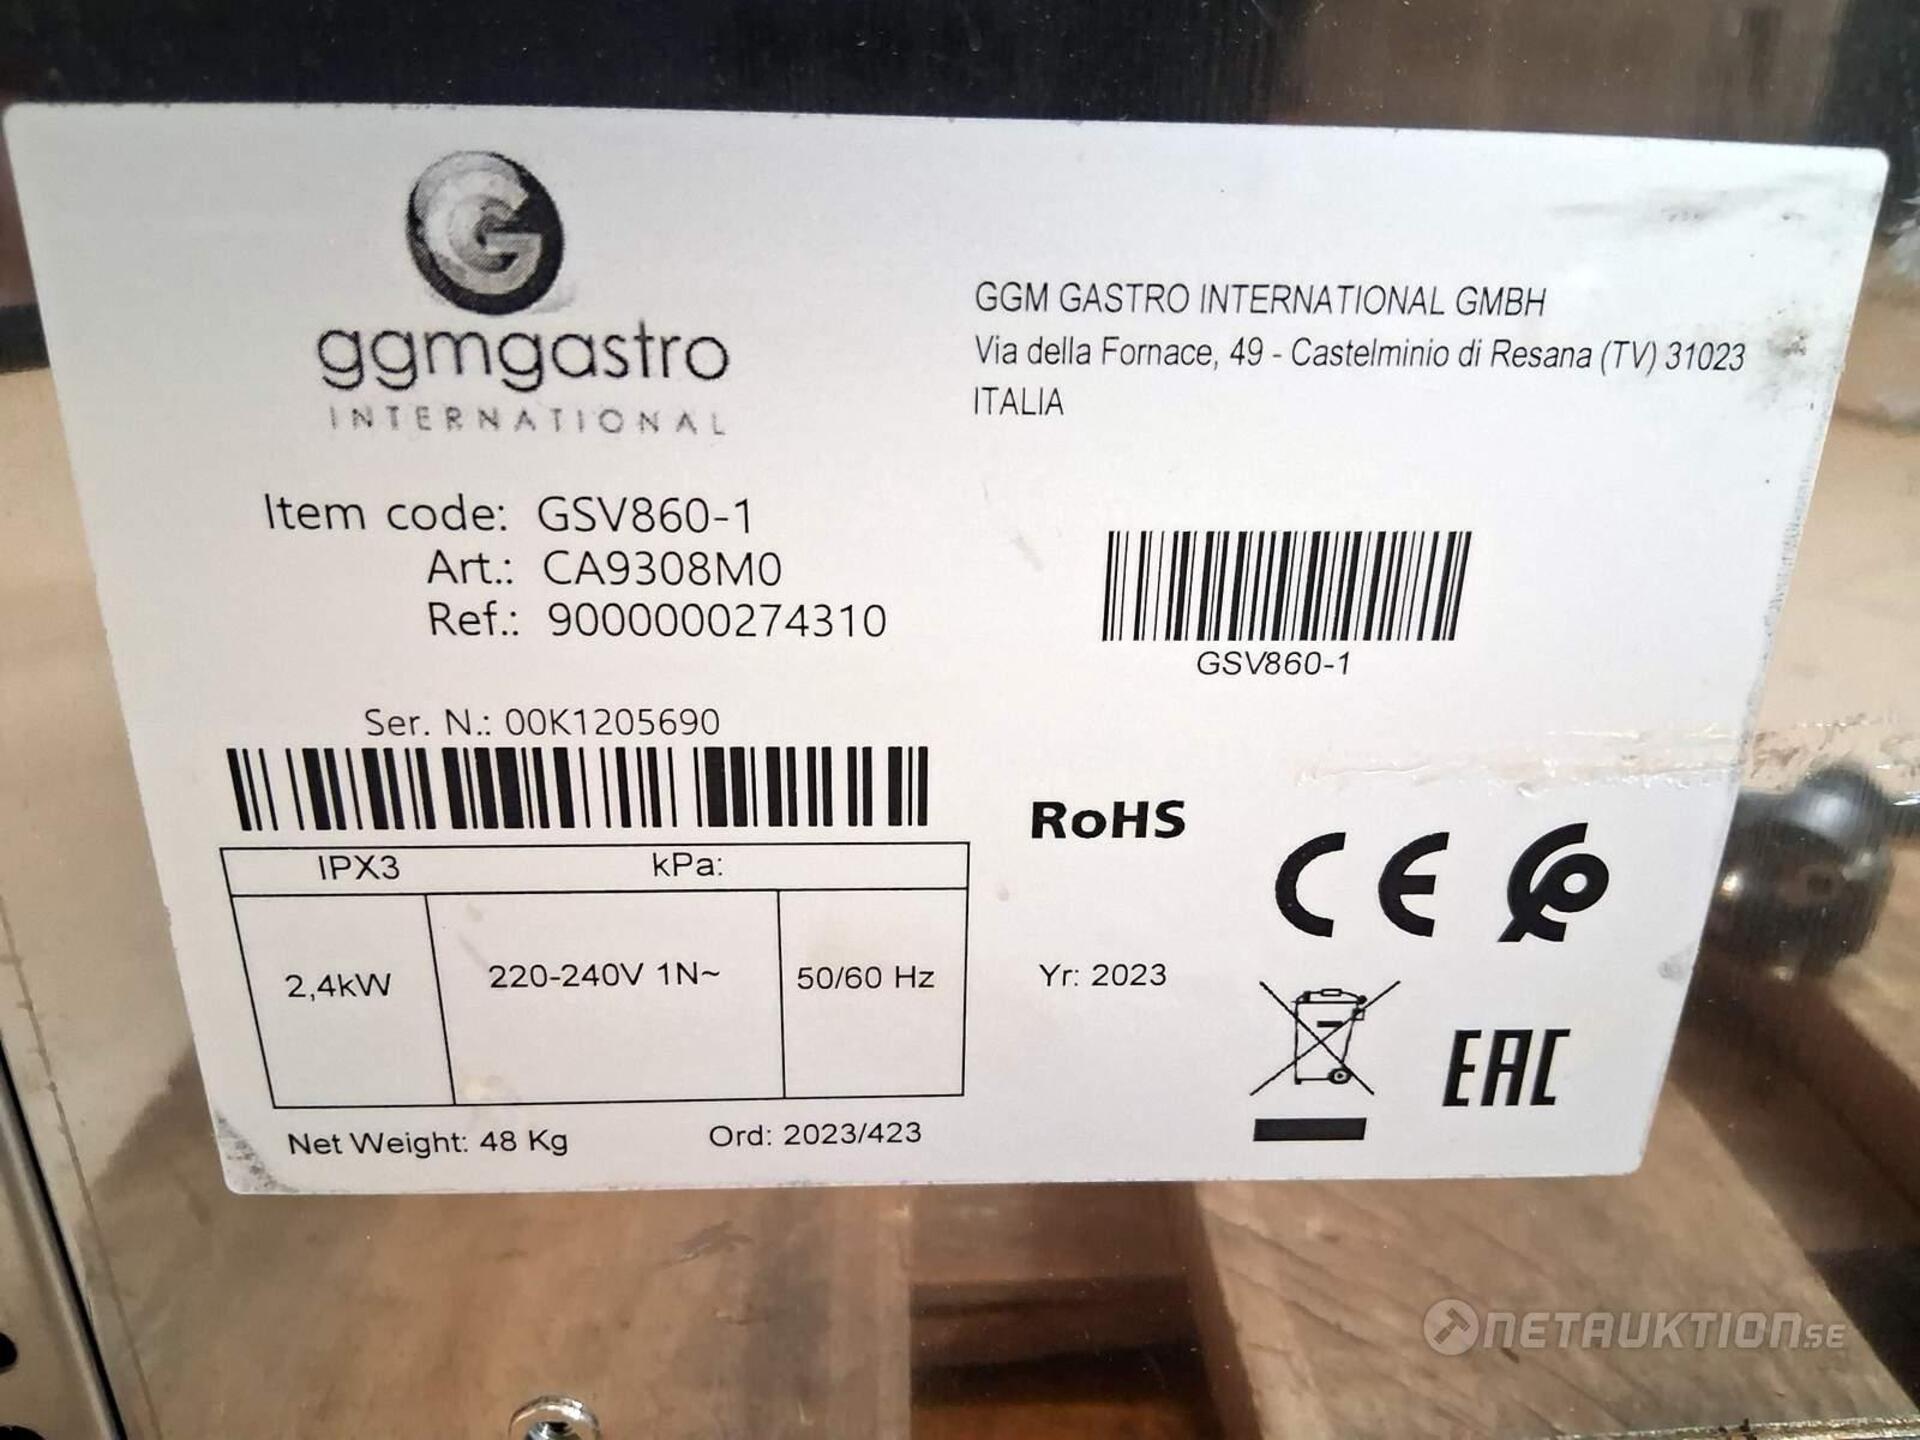 G
ggmgastro
INTERNATIONAL
GGM GASTRO INTERNATIONAL GMBH
Via della Fornace, 49 - Castelminio di Resana (TV) 31023
ITALIA
Item code: GSV860-1
Art.: CA9308M0
Ref.: 9000000274310
GSV860-1
Ser. N.: 00K1205690
IPX3 kPa:
2,4kW 220-240V 1N~ 50/60 Hz
Net Weight: 48 Kg Ord: 2023/423
RoHS
CE
Yr: 2023
EAC
NETAUKTION.SE